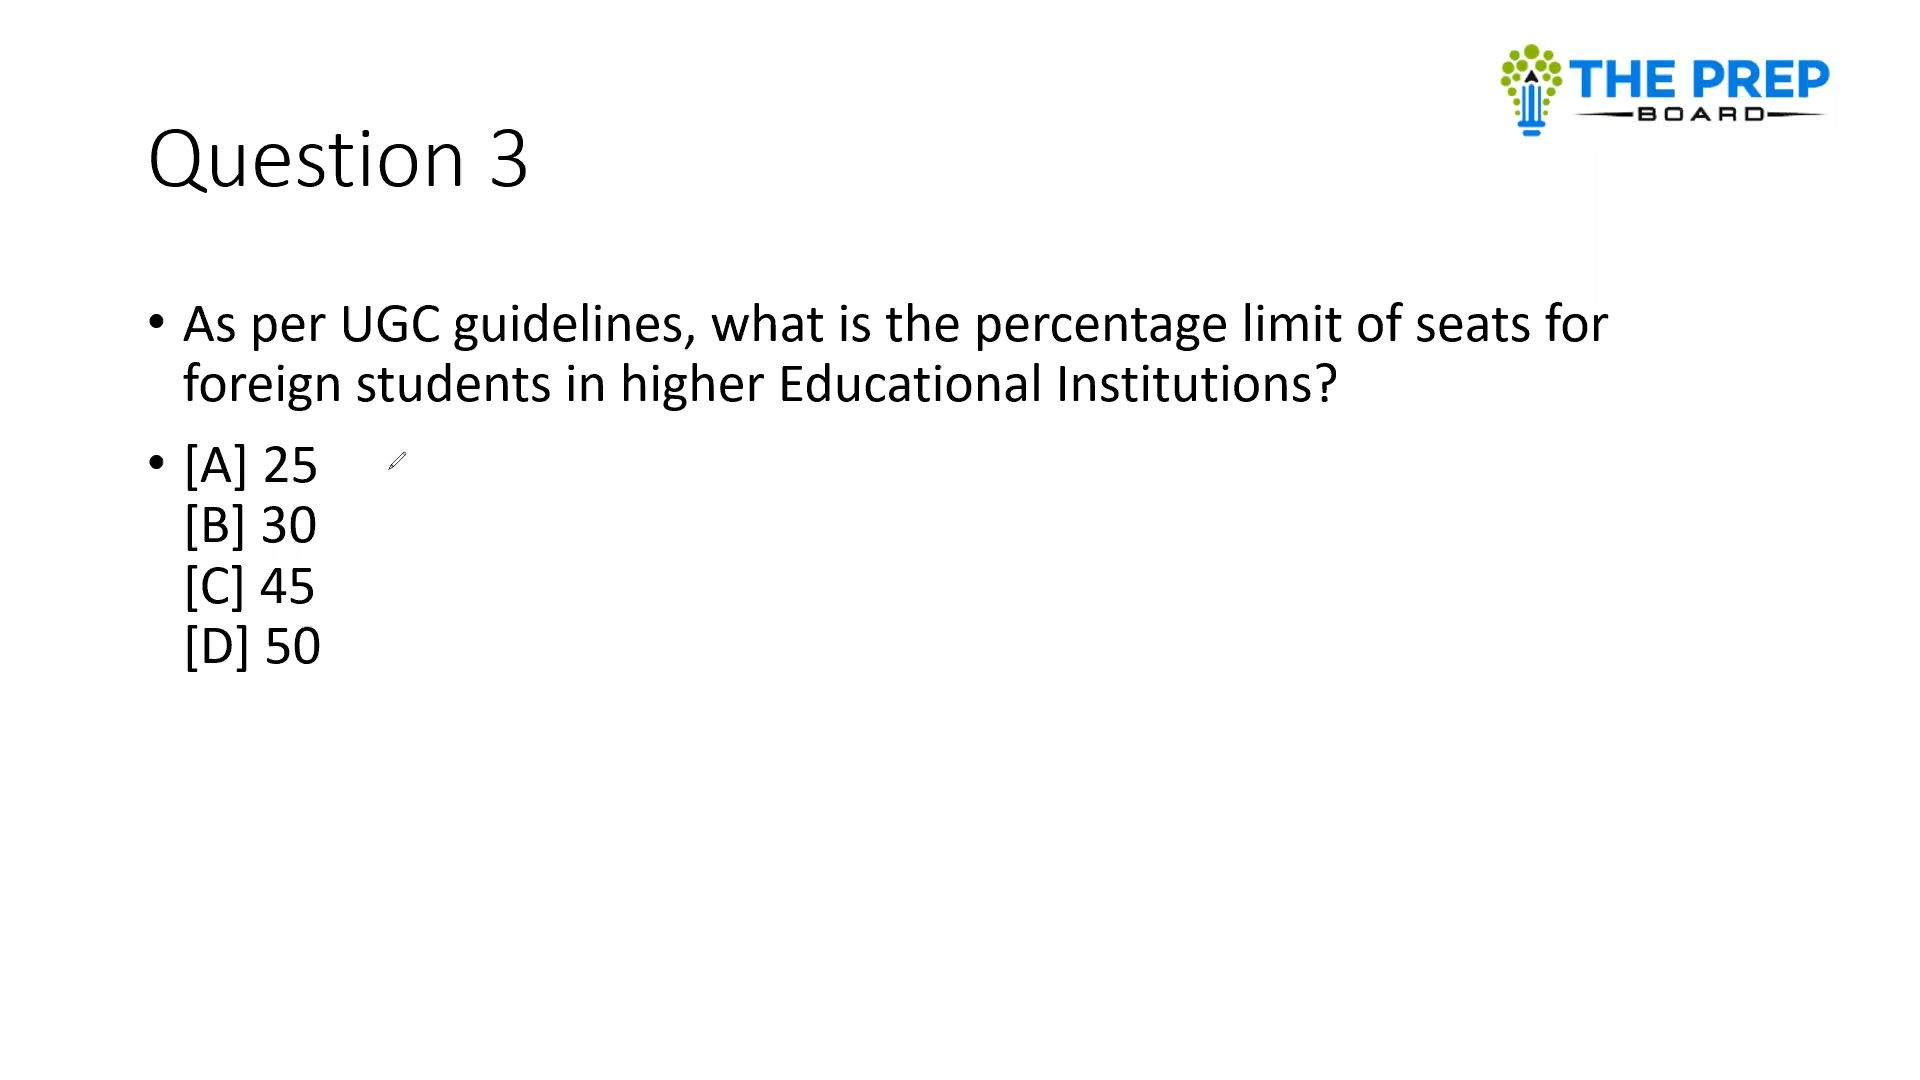 THE PREP
BOARD
Question 3
• As per UGC guidelines, what is the percentage limit of seats for
foreign students in higher Educational Institutions?
• [A] 25
[B] 30
[C] 45
[D] 50